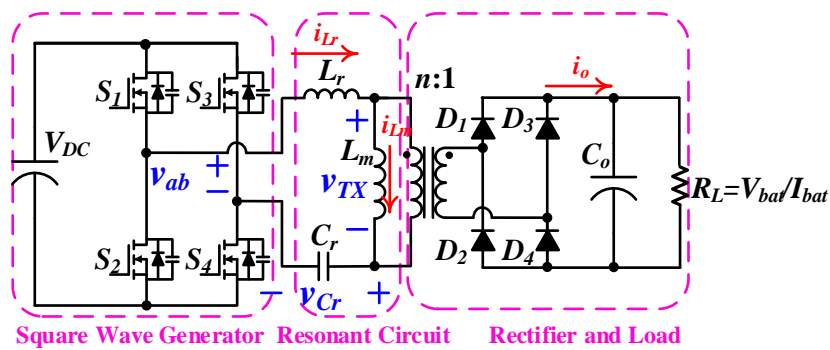 i_Lr
L_r
n:1
i_o
S_1
S_3
D_1
D_3
V_DC
v_ab
+
−
+
L_m
i_Lm
v_TX
−
C_o
R_L=V_bat/I_bat
S_2
S_4
C_r
D_2
D_4
−
v_Cr
+
Square Wave Generator
Resonant Circuit
Rectifier and Load